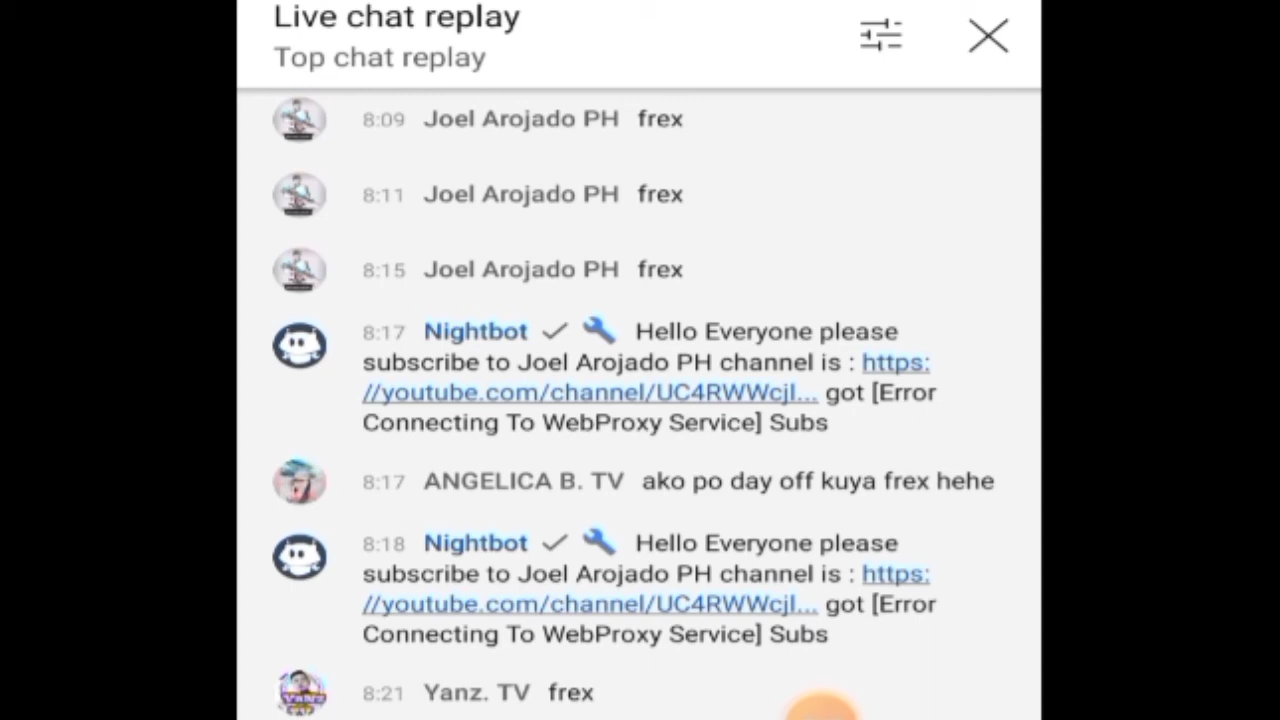 Live chat replay
Top chat replay
8:09 Joel Arojado PH frex
8:11 Joel Arojado PH frex
8:15 Joel Arojado PH frex
8:17 Nightbot Hello Everyone please
subscribe to Joel Arojado PH channel is : https:
//youtube.com/channel/UC4RWWcjl... got [Error
Connecting To WebProxy Service] Subs
8:17 ANGELICA B. TV ako po day off kuya frex hehe
8:18 Nightbot Hello Everyone please
subscribe to Joel Arojado PH channel is : https:
//youtube.com/channel/UC4RWWcjl... got [Error
Connecting To WebProxy Service] Subs
YANZ
8:21 Yanz. TV frex